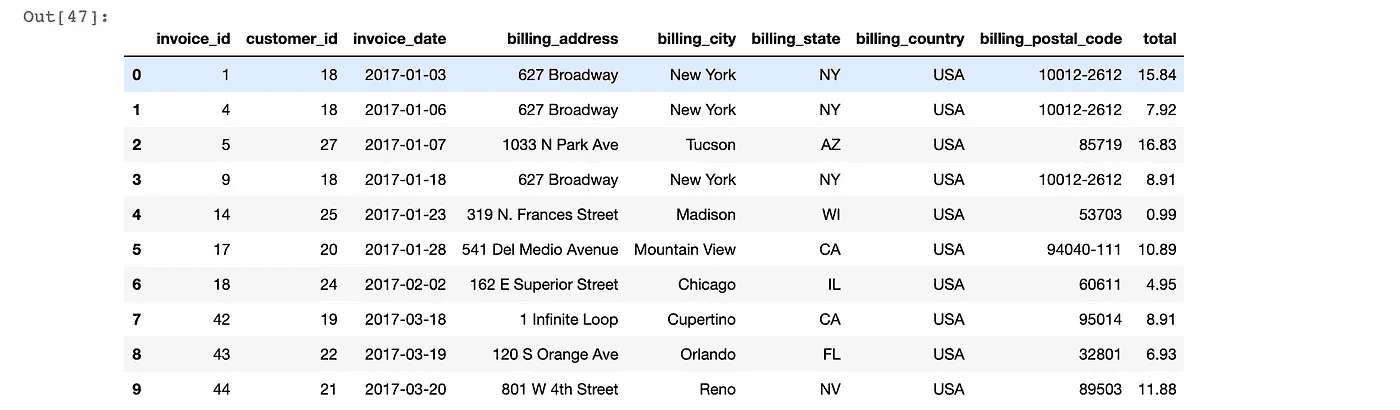 Out[47]:
invoice_id customer_id invoice_date billing_address billing_city billing_state billing_country billing_postal_code total
0 1 18 2017-01-03 627 Broadway New York NY USA 10012-2612 15.84
1 4 18 2017-01-06 627 Broadway New York NY USA 10012-2612 7.92
2 5 27 2017-01-07 1033 N Park Ave Tucson AZ USA 85719 16.83
3 9 18 2017-01-18 627 Broadway New York NY USA 10012-2612 8.91
4 14 25 2017-01-23 319 N. Frances Street Madison WI USA 53703 0.99
5 17 20 2017-01-28 541 Del Medio Avenue Mountain View CA USA 94040-111 10.89
6 18 24 2017-02-02 162 E Superior Street Chicago IL USA 60611 4.95
7 42 19 2017-03-18 1 Infinite Loop Cupertino CA USA 95014 8.91
8 43 22 2017-03-19 120 S Orange Ave Orlando FL USA 32801 6.93
9 44 21 2017-03-20 801 W 4th Street Reno NV USA 89503 11.88